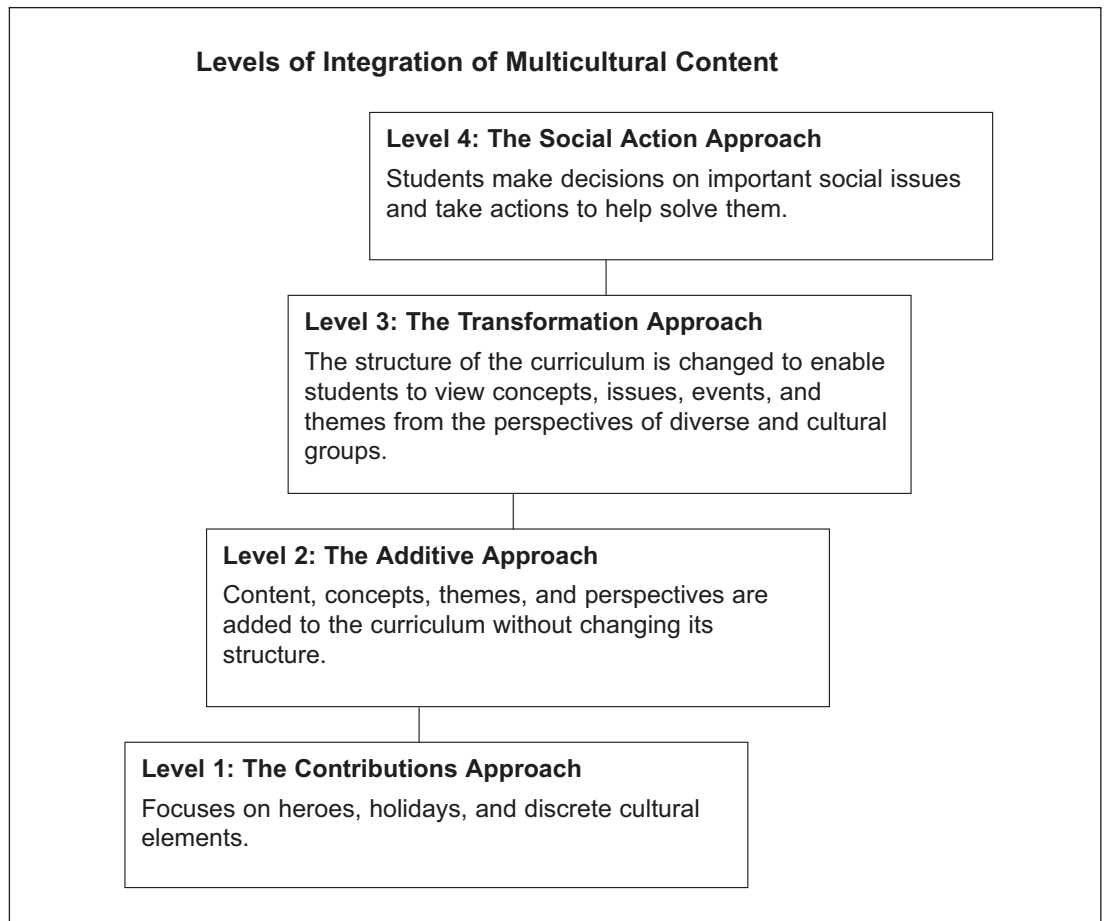 Levels of Integration of Multicultural Content
Level 4: The Social Action Approach
Students make decisions on important social issues
and take actions to help solve them.
Level 3: The Transformation Approach
The structure of the curriculum is changed to enable
students to view concepts, issues, events, and
themes from the perspectives of diverse and cultural
groups.
Level 2: The Additive Approach
Content, concepts, themes, and perspectives are
added to the curriculum without changing its
structure.
Level 1: The Contributions Approach
Focuses on heroes, holidays, and discrete cultural
elements.